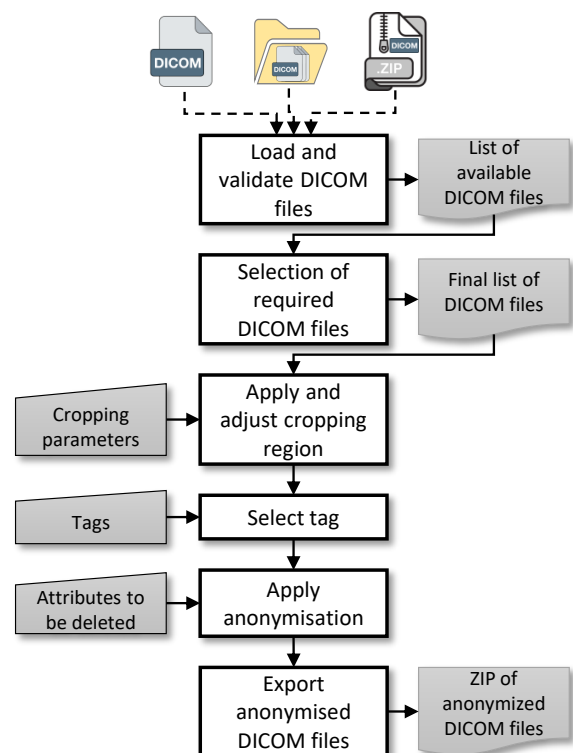 DICOM
DICOM
DICOM
.ZIP
Load and
validate DICOM
files
List of
available
DICOM files
Selection of
required
DICOM files
Final list of
DICOM files
Cropping
parameters
Apply and
adjust cropping
region
Tags
Select tag
Attributes to
be deleted
Apply
anonymisation
Export
anonymised
DICOM files
ZIP of
anonymized
DICOM files